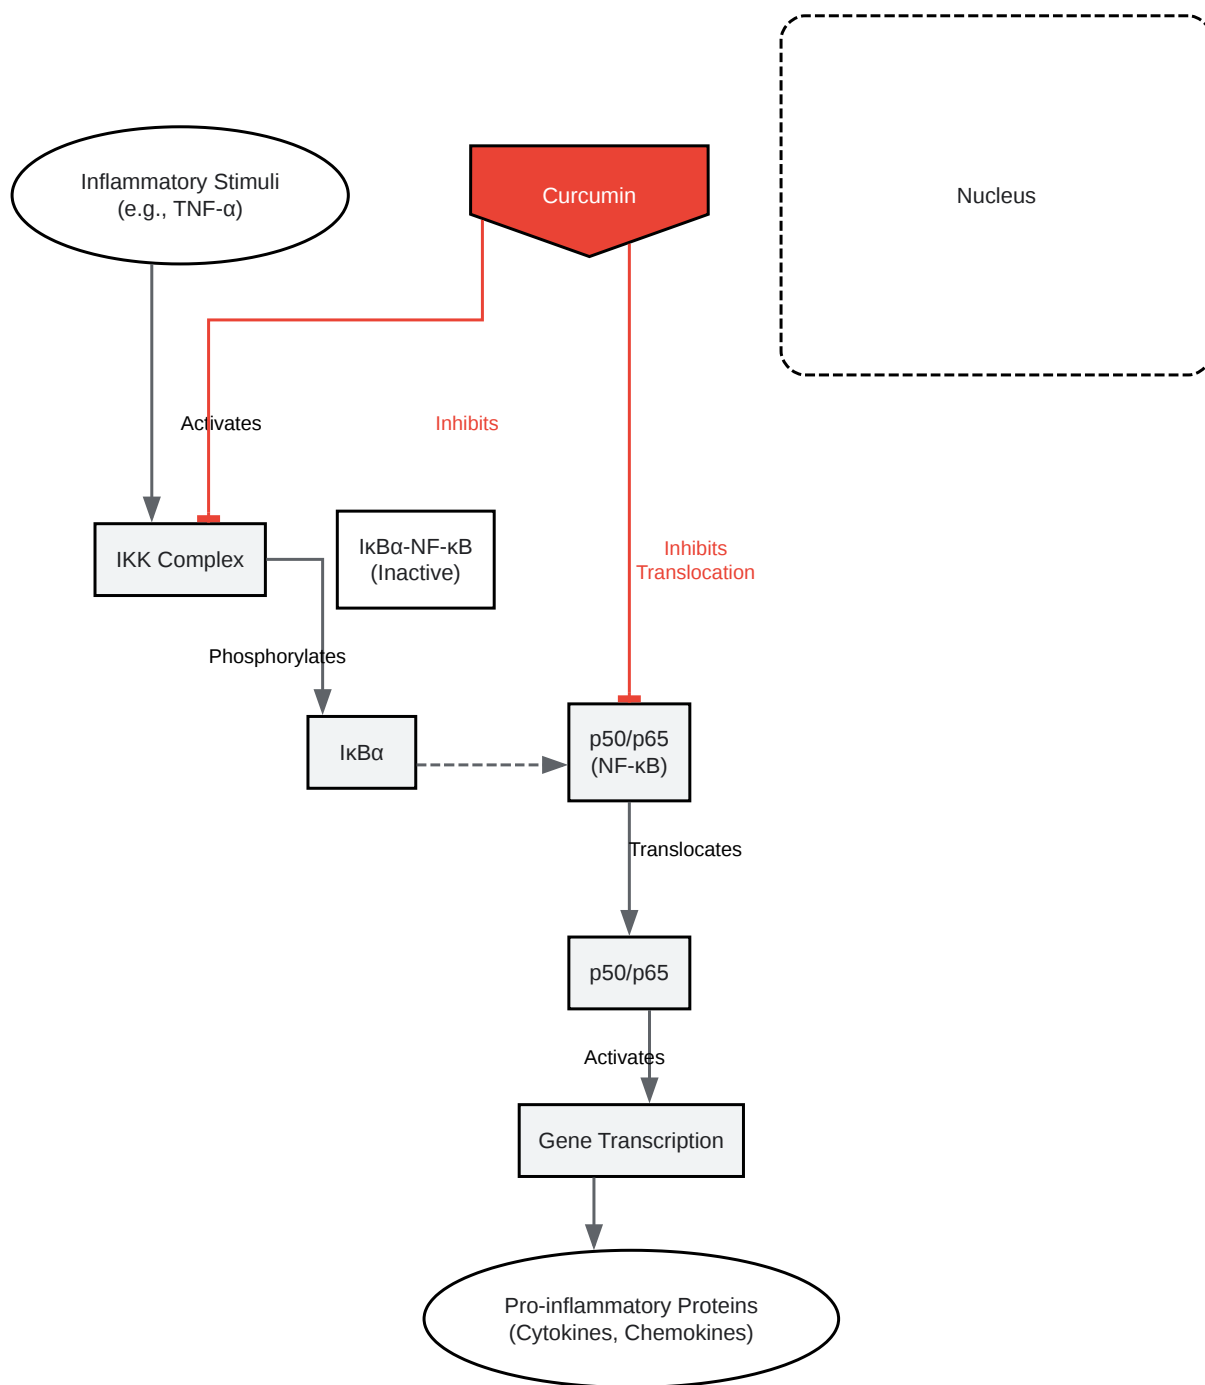 Inflammatory Stimuli
(e.g., TNF-α)
Curcumin
Nucleus
Activates
Inhibits
IKK Complex
IκBα-NF-κB
(Inactive)
Inhibits
Translocation
Phosphorylates
IκBα
p50/p65
(NF-κB)
Translocates
p50/p65
Activates
Gene Transcription
Pro-inflammatory Proteins
(Cytokines, Chemokines)